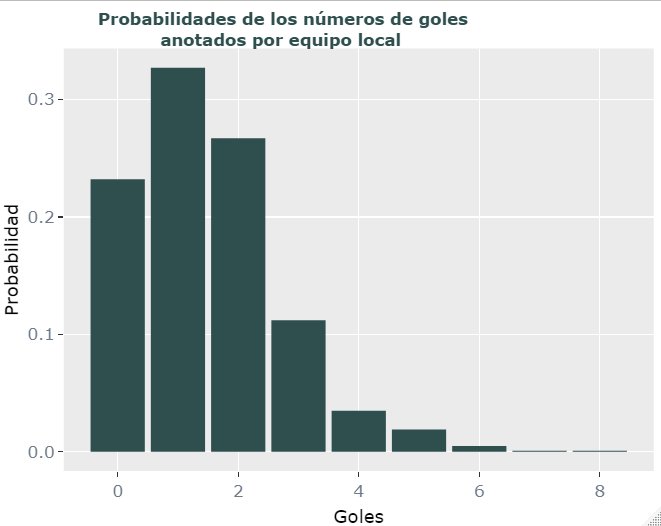 Probabilidades de los números de goles
anotados por equipo local
Probabilidad
0.3
0.2
0.1
0.0
0 2 4 6 8
Goles